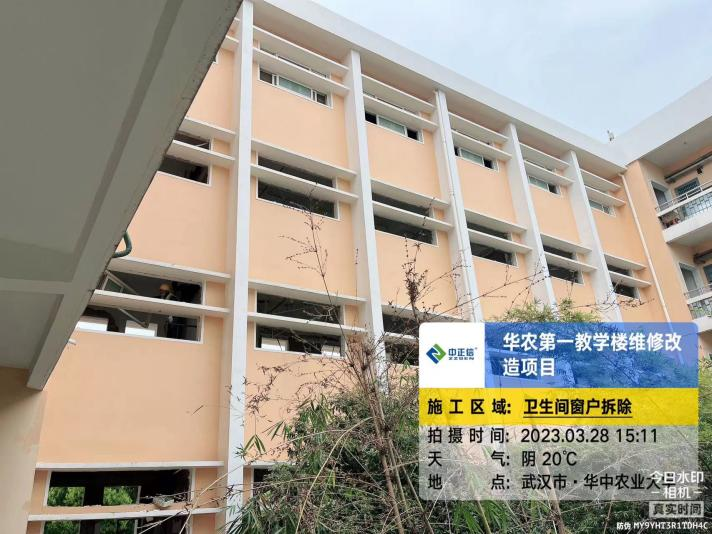 中正信
华农第一教学楼维修改
造项目
施工区域: 卫生间窗户拆除
拍摄时间: 2023.03.28 15:11
天气: 阴 20℃
地点: 武汉市·华中农业大学
今日水印
相机
真实时间
防伪 MY9YHT3R1TDH4C